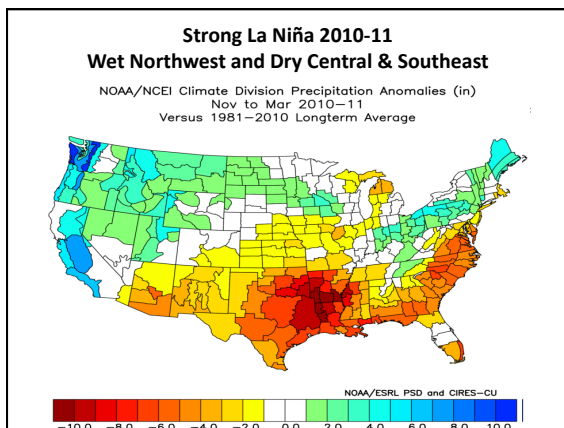 Strong La Niña 2010-11
Wet Northwest and Dry Central & Southeast
NOAA/NCEI Climate Division Precipitation Anomalies (in)
Nov to Mar 2010−11
Versus 1981−2010 Longterm Average
NOAA/ESRL PSD and CIRES−CU
−10.0 −8.0 −6.0 −4.0 −2.0 0.0 2.0 4.0 6.0 8.0 10.0